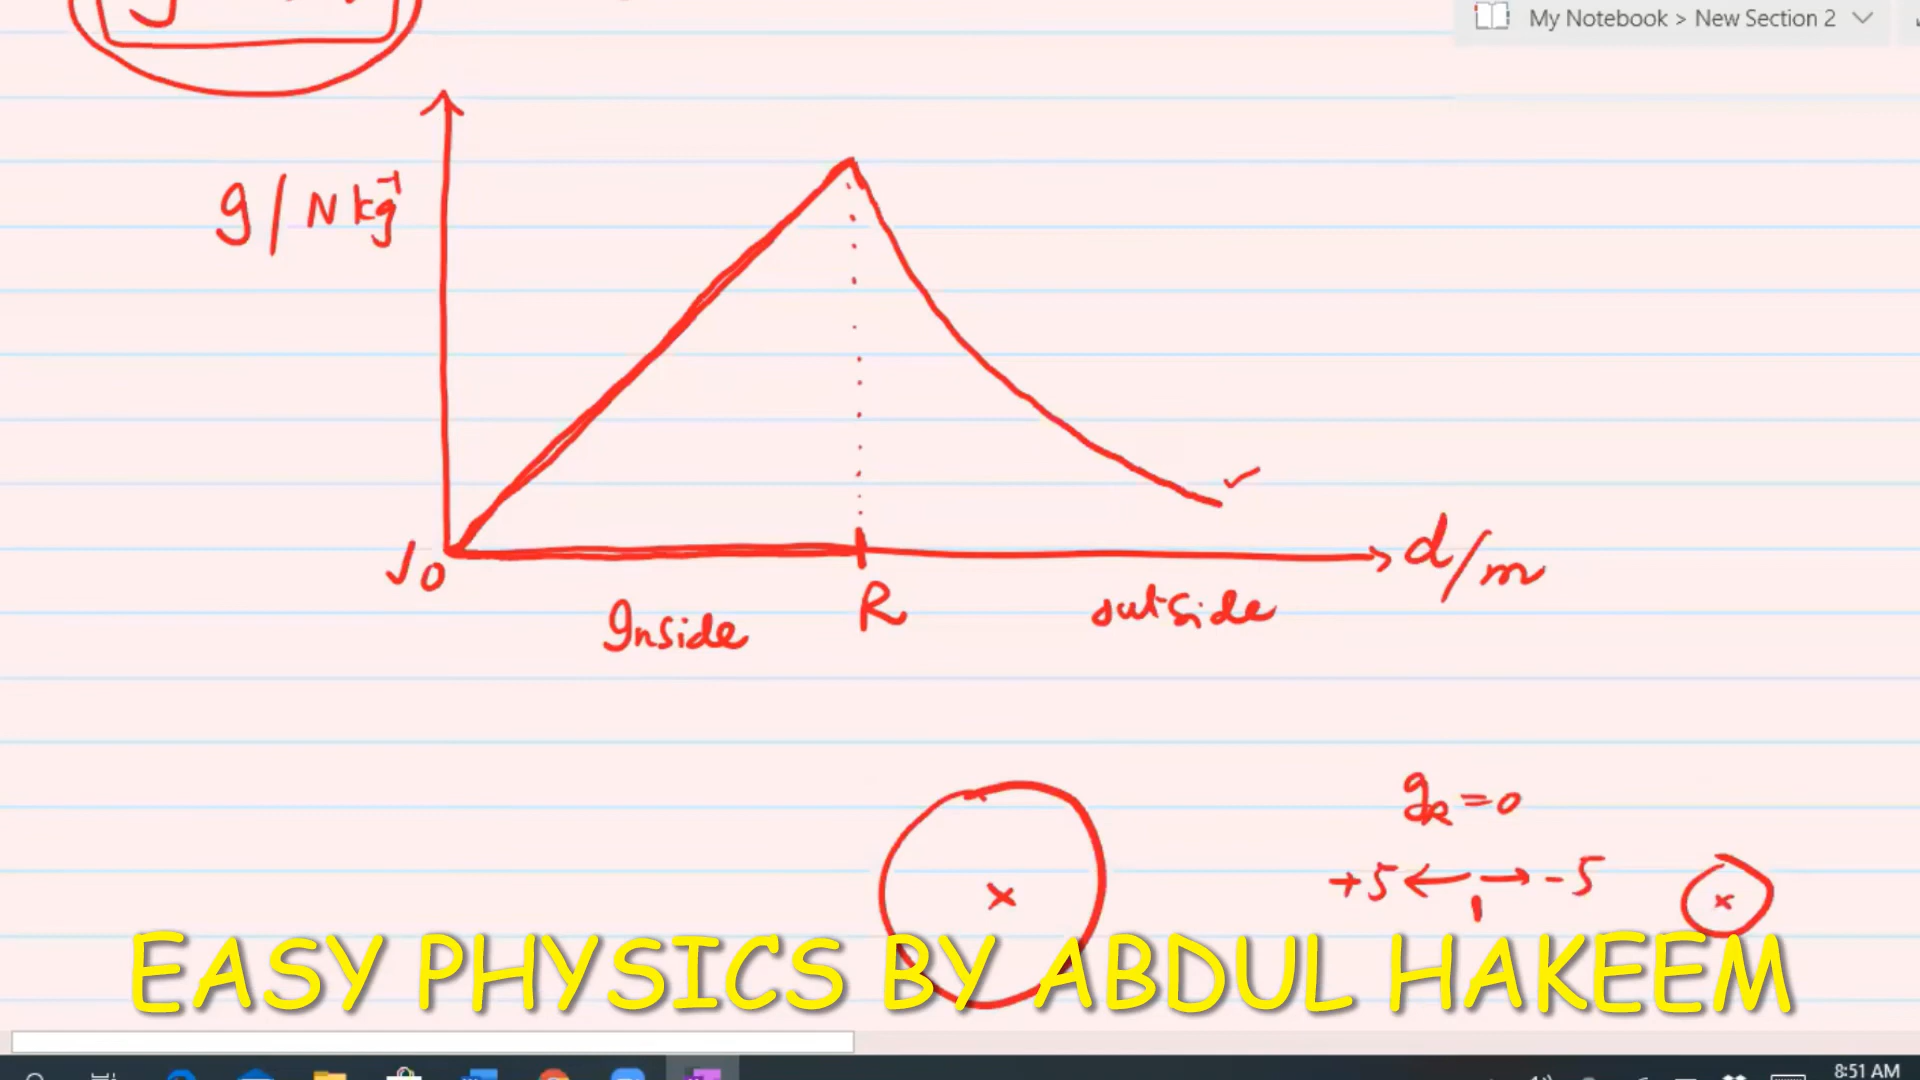 My Notebook > New Section 2
g/N kg⁻¹
0
R
d/m
Inside
outside
gR=0
+5 ← → -5
x
x
EASY PHYSICS BY ABDUL HAKEEM
8:51 AM